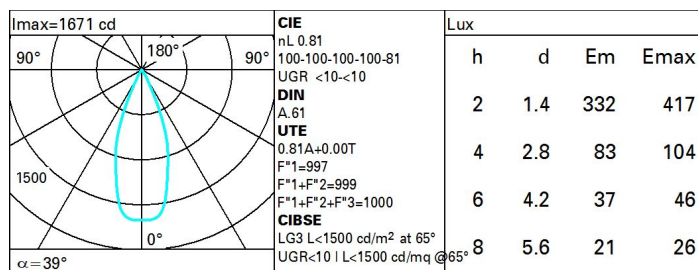 Imax=1671 cd
90° 180° 90°
1500
0°
α=39°
CIE
nL 0.81
100-100-100-100-81
UGR <10-<10
DIN
A.61
UTE
0.81A+0.00T
F"1=997
F"1+F"2=999
F"1+F"2+F"3=1000
CIBSE
LG3 L<1500 cd/m² at 65°
UGR<10 | L<1500 cd/mq @65°
Lux
h d Em Emax
2 1.4 332 417
4 2.8 83 104
6 4.2 37 46
8 5.6 21 26